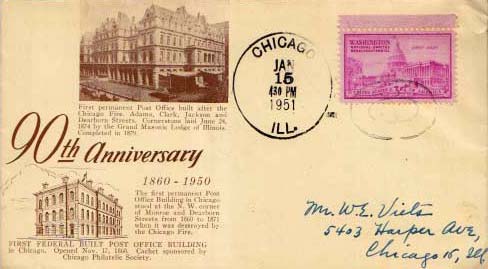 First permanent Post Office built after the
Chicago Fire. Adams, Clark, Jackson and
Dearborn Streets. Cornerstone laid June 24,
1874 by the Grand Masonic Lodge of Illinois.
Completed in 1879.
90th Anniversary
1860 - 1950
The first permanent Post
Office Building in Chicago
stood at the N. W. corner
of Monroe and Dearborn
Streets from 1860 to 1871
when it was destroyed by
the Chicago Fire.
FIRST FEDERAL BUILT POST OFFICE BUILDING
in Chicago. Opened Nov. 17, 1860. Cachet sponsored by
Chicago Philatelic Society.
CHICAGO
JAN
15
430 PM
1951
ILL.
WASHINGTON
NATIONAL CAPITAL
SESQUICENTENNIAL
Mr. W. E. Viets
5403 Harper Ave,
Chicago 15, Ill